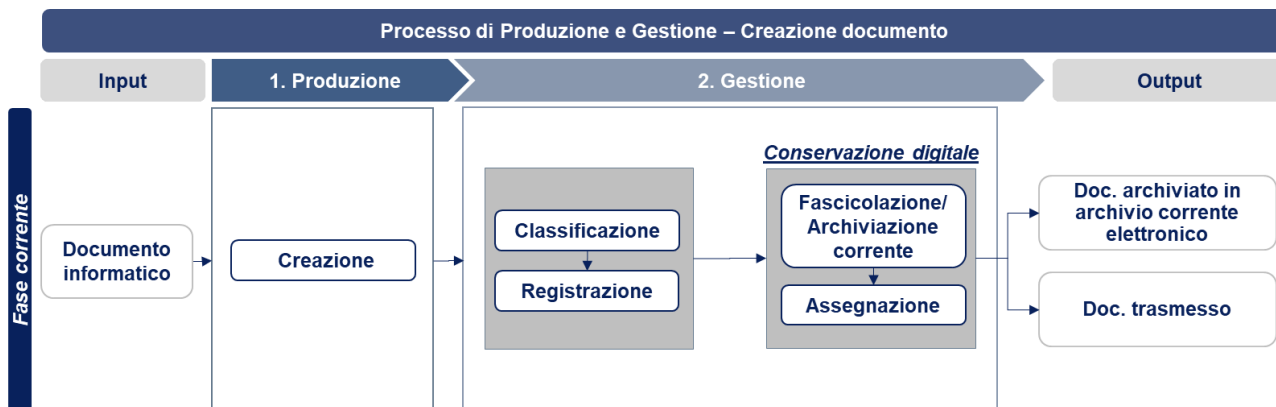 Processo di Produzione e Gestione – Creazione documento
Input
1. Produzione
2. Gestione
Output
Fase corrente
Documento
informatico
Creazione
Classificazione
Registrazione
Conservazione digitale
Fascicolazione/
Archiviazione
corrente
Assegnazione
Doc. archiviato in
archivio corrente
elettronico
Doc. trasmesso